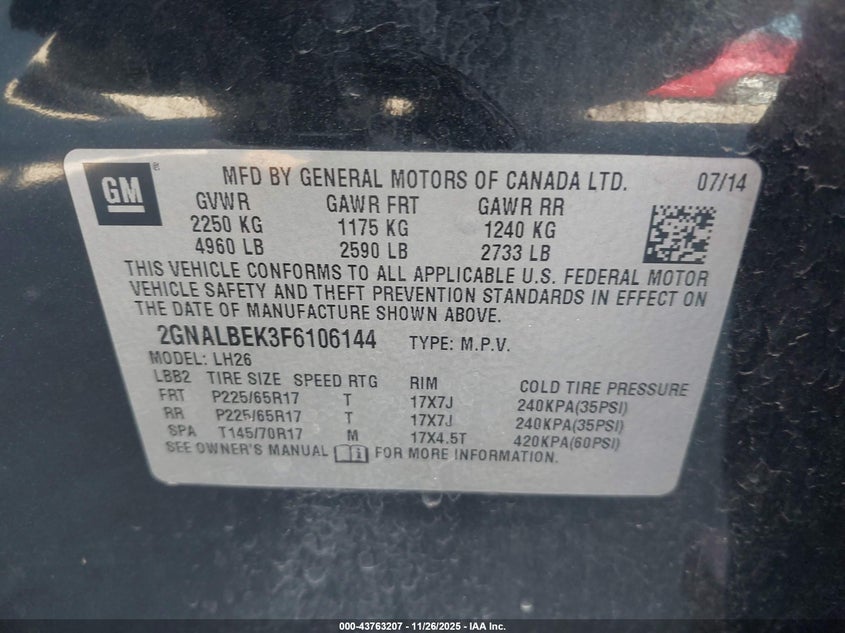 GM
MFD BY GENERAL MOTORS OF CANADA LTD. 07/14
GVWR GAWR FRT GAWR RR
2250 KG 1175 KG 1240 KG
4960 LB 2590 LB 2733 LB
THIS VEHICLE CONFORMS TO ALL APPLICABLE U.S. FEDERAL MOTOR
VEHICLE SAFETY AND THEFT PREVENTION STANDARDS IN EFFECT ON
THE DATE OF MANUFACTURE SHOWN ABOVE.
2GNALBEK3F6106144 TYPE: M.P.V.
MODEL: LH26
LBB2 TIRE SIZE SPEED RTG RIM COLD TIRE PRESSURE
FRT P225/65R17 T 17X7J 240KPA(35PSI)
RR P225/65R17 T 17X7J 240KPA(35PSI)
SPA T145/70R17 M 17X4.5T 420KPA(60PSI)
SEE OWNER'S MANUAL FOR MORE INFORMATION.
000-43763207 - 11/26/2025 - IAA Inc.